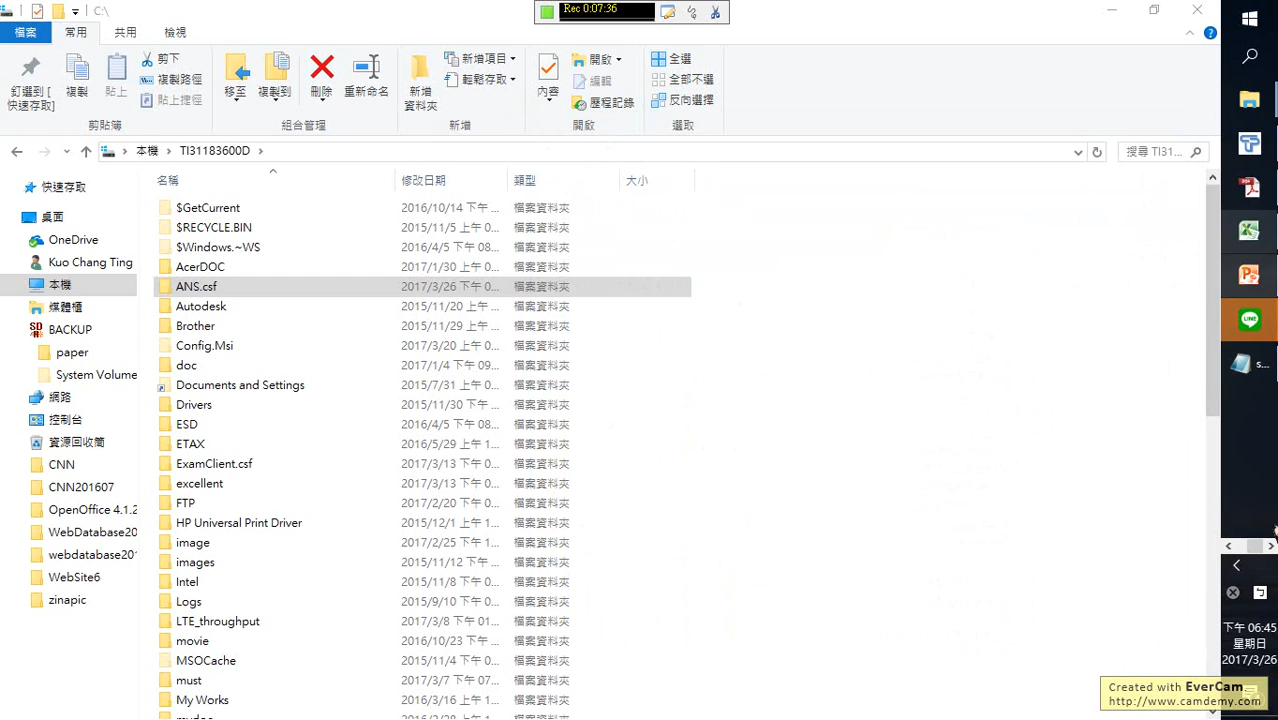 C:\
Rec 0:07:36
檔案 常用 共用 檢視
釘選到 [快速存取]
複製
貼上
剪下
複製路徑
貼上捷徑
移至
複製到
刪除
重新命名
新增資料夾
新增項目
輕鬆存取
內容
開啟
編輯
歷程記錄
全選
全部不選
反向選擇
剪貼簿 組合管理 新增 開啟 選取
本機 TI31183600D
搜尋 TI31...
名稱 修改日期 類型 大小
快速存取
桌面
OneDrive
Kuo Chang Ting
本機
媒體櫃
BACKUP
paper
System Volume
網路
控制台
資源回收筒
CNN
CNN201607
OpenOffice 4.1.2
WebDatabase20
webdatabase201
WebSite6
zinapic
$GetCurrent 2016/10/14 下午 ... 檔案資料夾
$RECYCLE.BIN 2015/11/5 上午 0... 檔案資料夾
$Windows.~WS 2016/4/5 下午 08... 檔案資料夾
AcerDOC 2017/1/30 下午 0... 檔案資料夾
ANS.csf 2017/3/26 下午 0... 檔案資料夾
Autodesk 2015/11/20 上午 ... 檔案資料夾
Brother 2015/11/29 上午 ... 檔案資料夾
Config.Msi 2017/3/20 上午 0... 檔案資料夾
doc 2017/1/4 下午 09... 檔案資料夾
Documents and Settings 2015/7/31 上午 0... 檔案資料夾
Drivers 2015/11/30 下午 ... 檔案資料夾
ESD 2016/4/5 下午 08... 檔案資料夾
ETAX 2016/5/29 上午 1... 檔案資料夾
ExamClient.csf 2017/3/13 下午 0... 檔案資料夾
excellent 2017/3/13 下午 0... 檔案資料夾
FTP 2017/2/20 上午 0... 檔案資料夾
HP Universal Print Driver 2015/12/1 上午 1... 檔案資料夾
image 2017/2/25 上午 0... 檔案資料夾
images 2015/11/12 下午 ... 檔案資料夾
Intel 2015/11/8 下午 0... 檔案資料夾
Logs 2015/9/10 下午 0... 檔案資料夾
LTE_throughput 2017/3/8 下午 01... 檔案資料夾
movie 2016/10/23 下午 ... 檔案資料夾
MSOCache 2015/11/4 下午 0... 檔案資料夾
must 2017/3/7 下午 07... 檔案資料夾
My Works 2016/3/16 上午 1... 檔案資料夾
LINE
s...
下午 06:45
星期日
2017/3/26
Created with EverCam.
http://www.camdemy.com